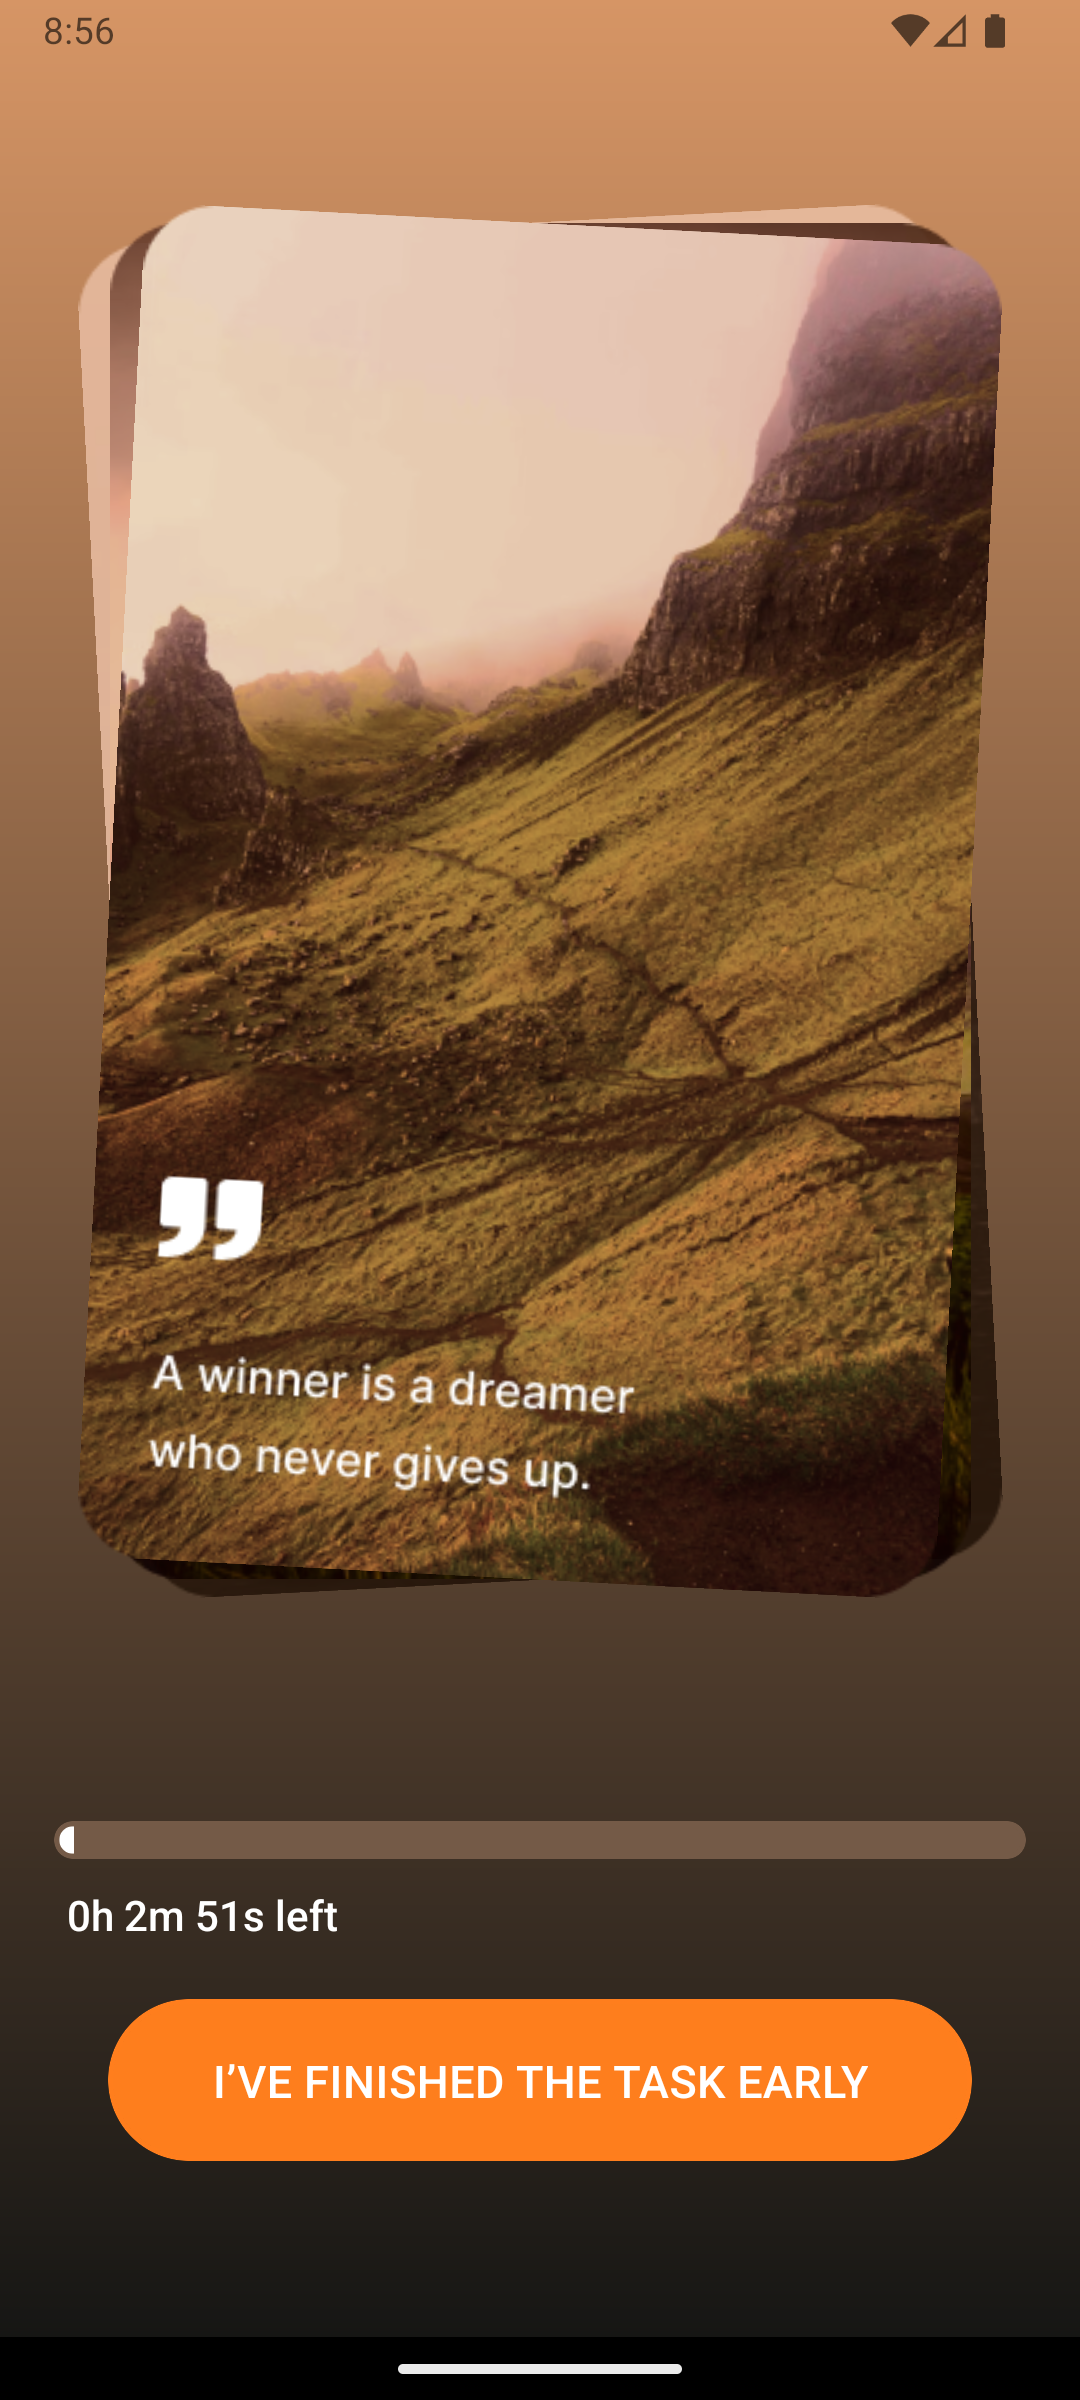 8:56
”
A winner is a dreamer
who never gives up.
0h 2m 51s left
I’VE FINISHED THE TASK EARLY